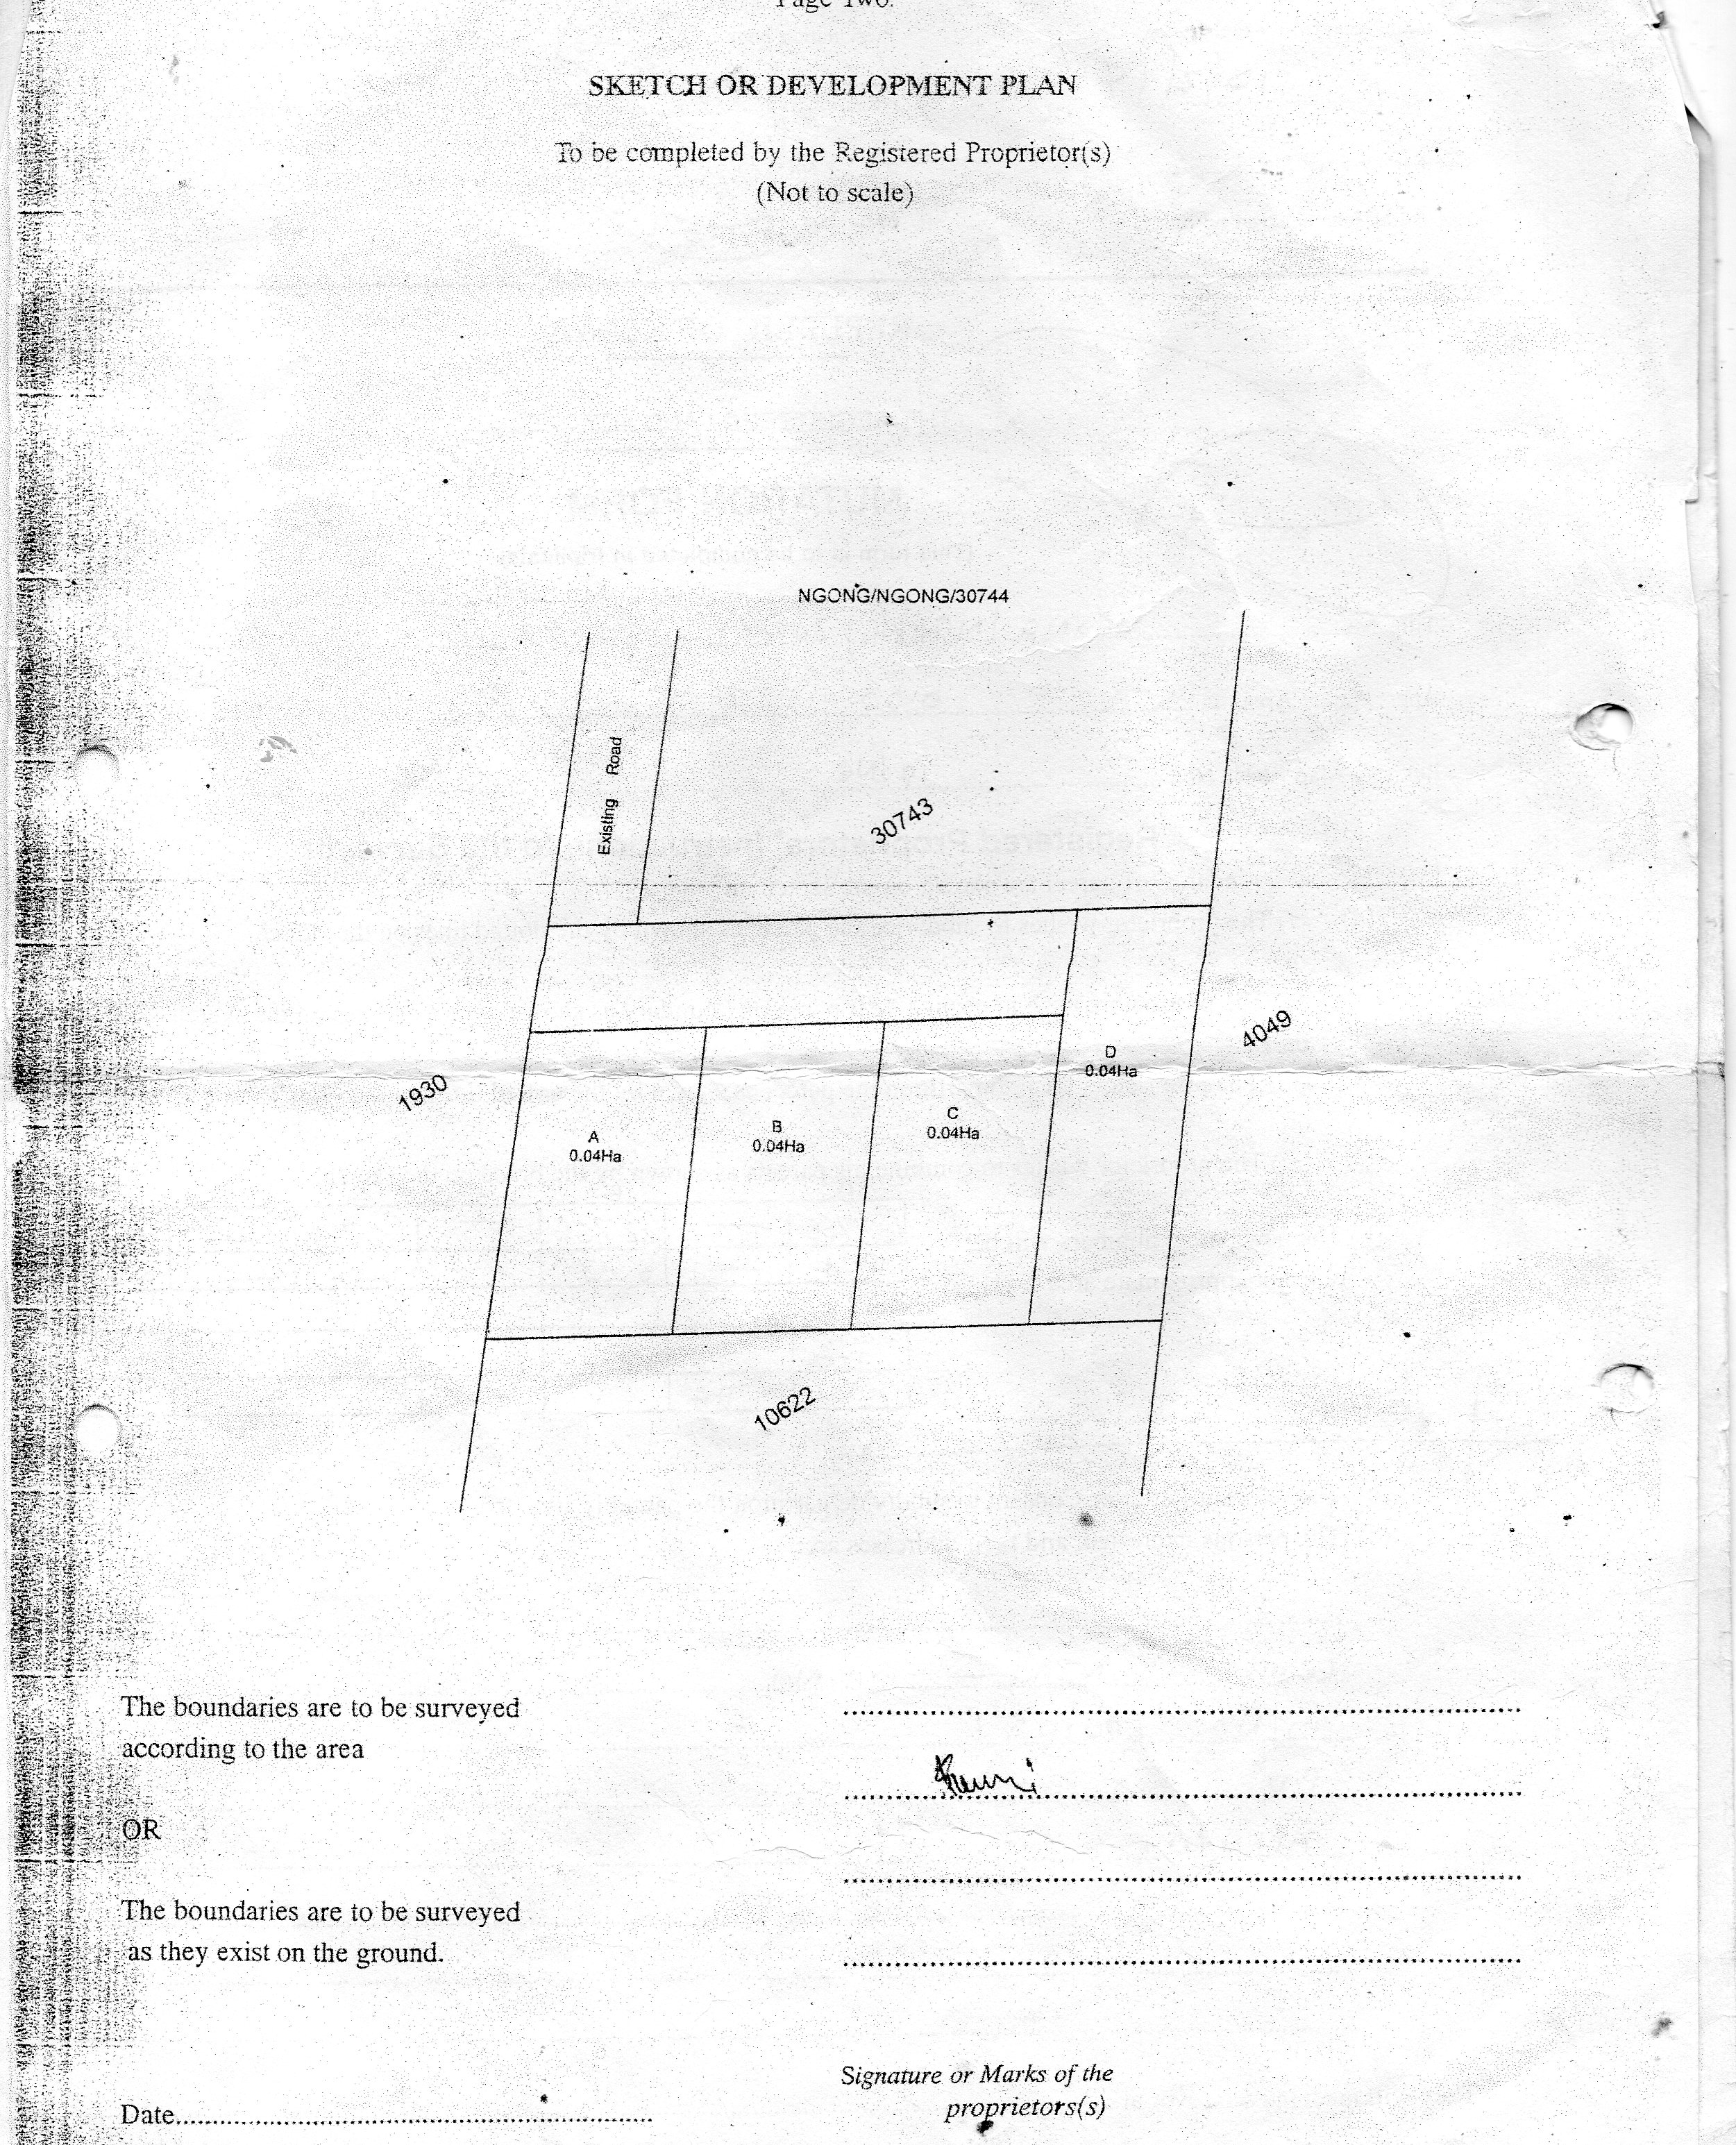 Page Two.
SKETCH OR DEVELOPMENT PLAN
To be completed by the Registered Proprietor(s)
(Not to scale)
NGONG/NGONG/30744
Existing Road
30743
4049
1930
A
0.04Ha
B
0.04Ha
C
0.04Ha
D
0.04Ha
10622
The boundaries are to be surveyed
according to the area
OR
The boundaries are to be surveyed
as they exist on the ground.
Signature or Marks of the
proprietors(s)
Date